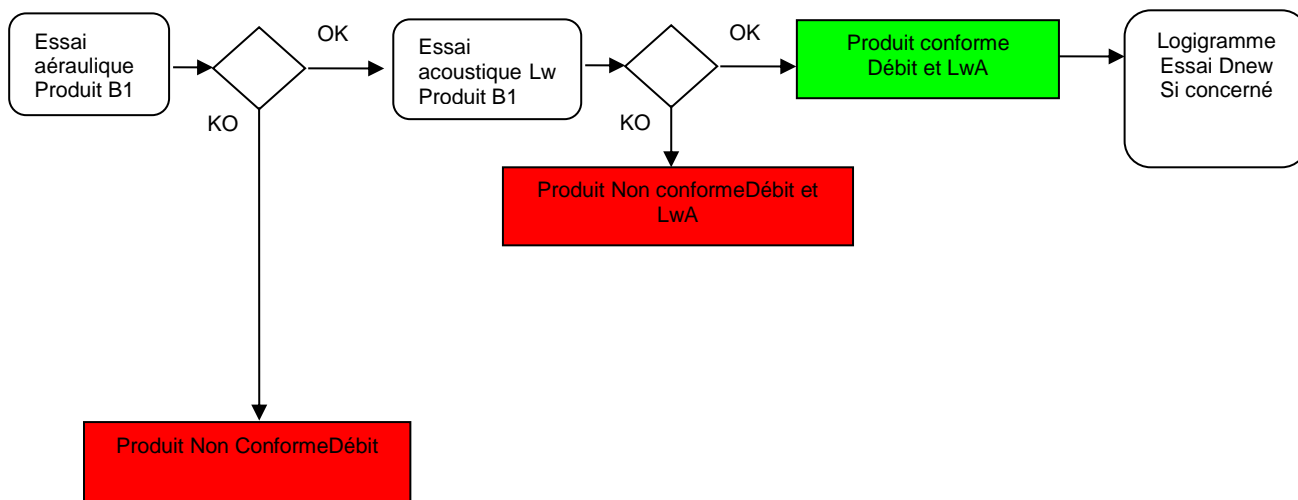 Essai
aéraulique
Produit B1
OK
KO
Essai
acoustique Lw
Produit B1
OK
KO
Produit conforme
Débit et LwA
Logigramme
Essai Dnew
Si concerné
Produit Non conformeDébit et
LwA
Produit Non ConformeDébit